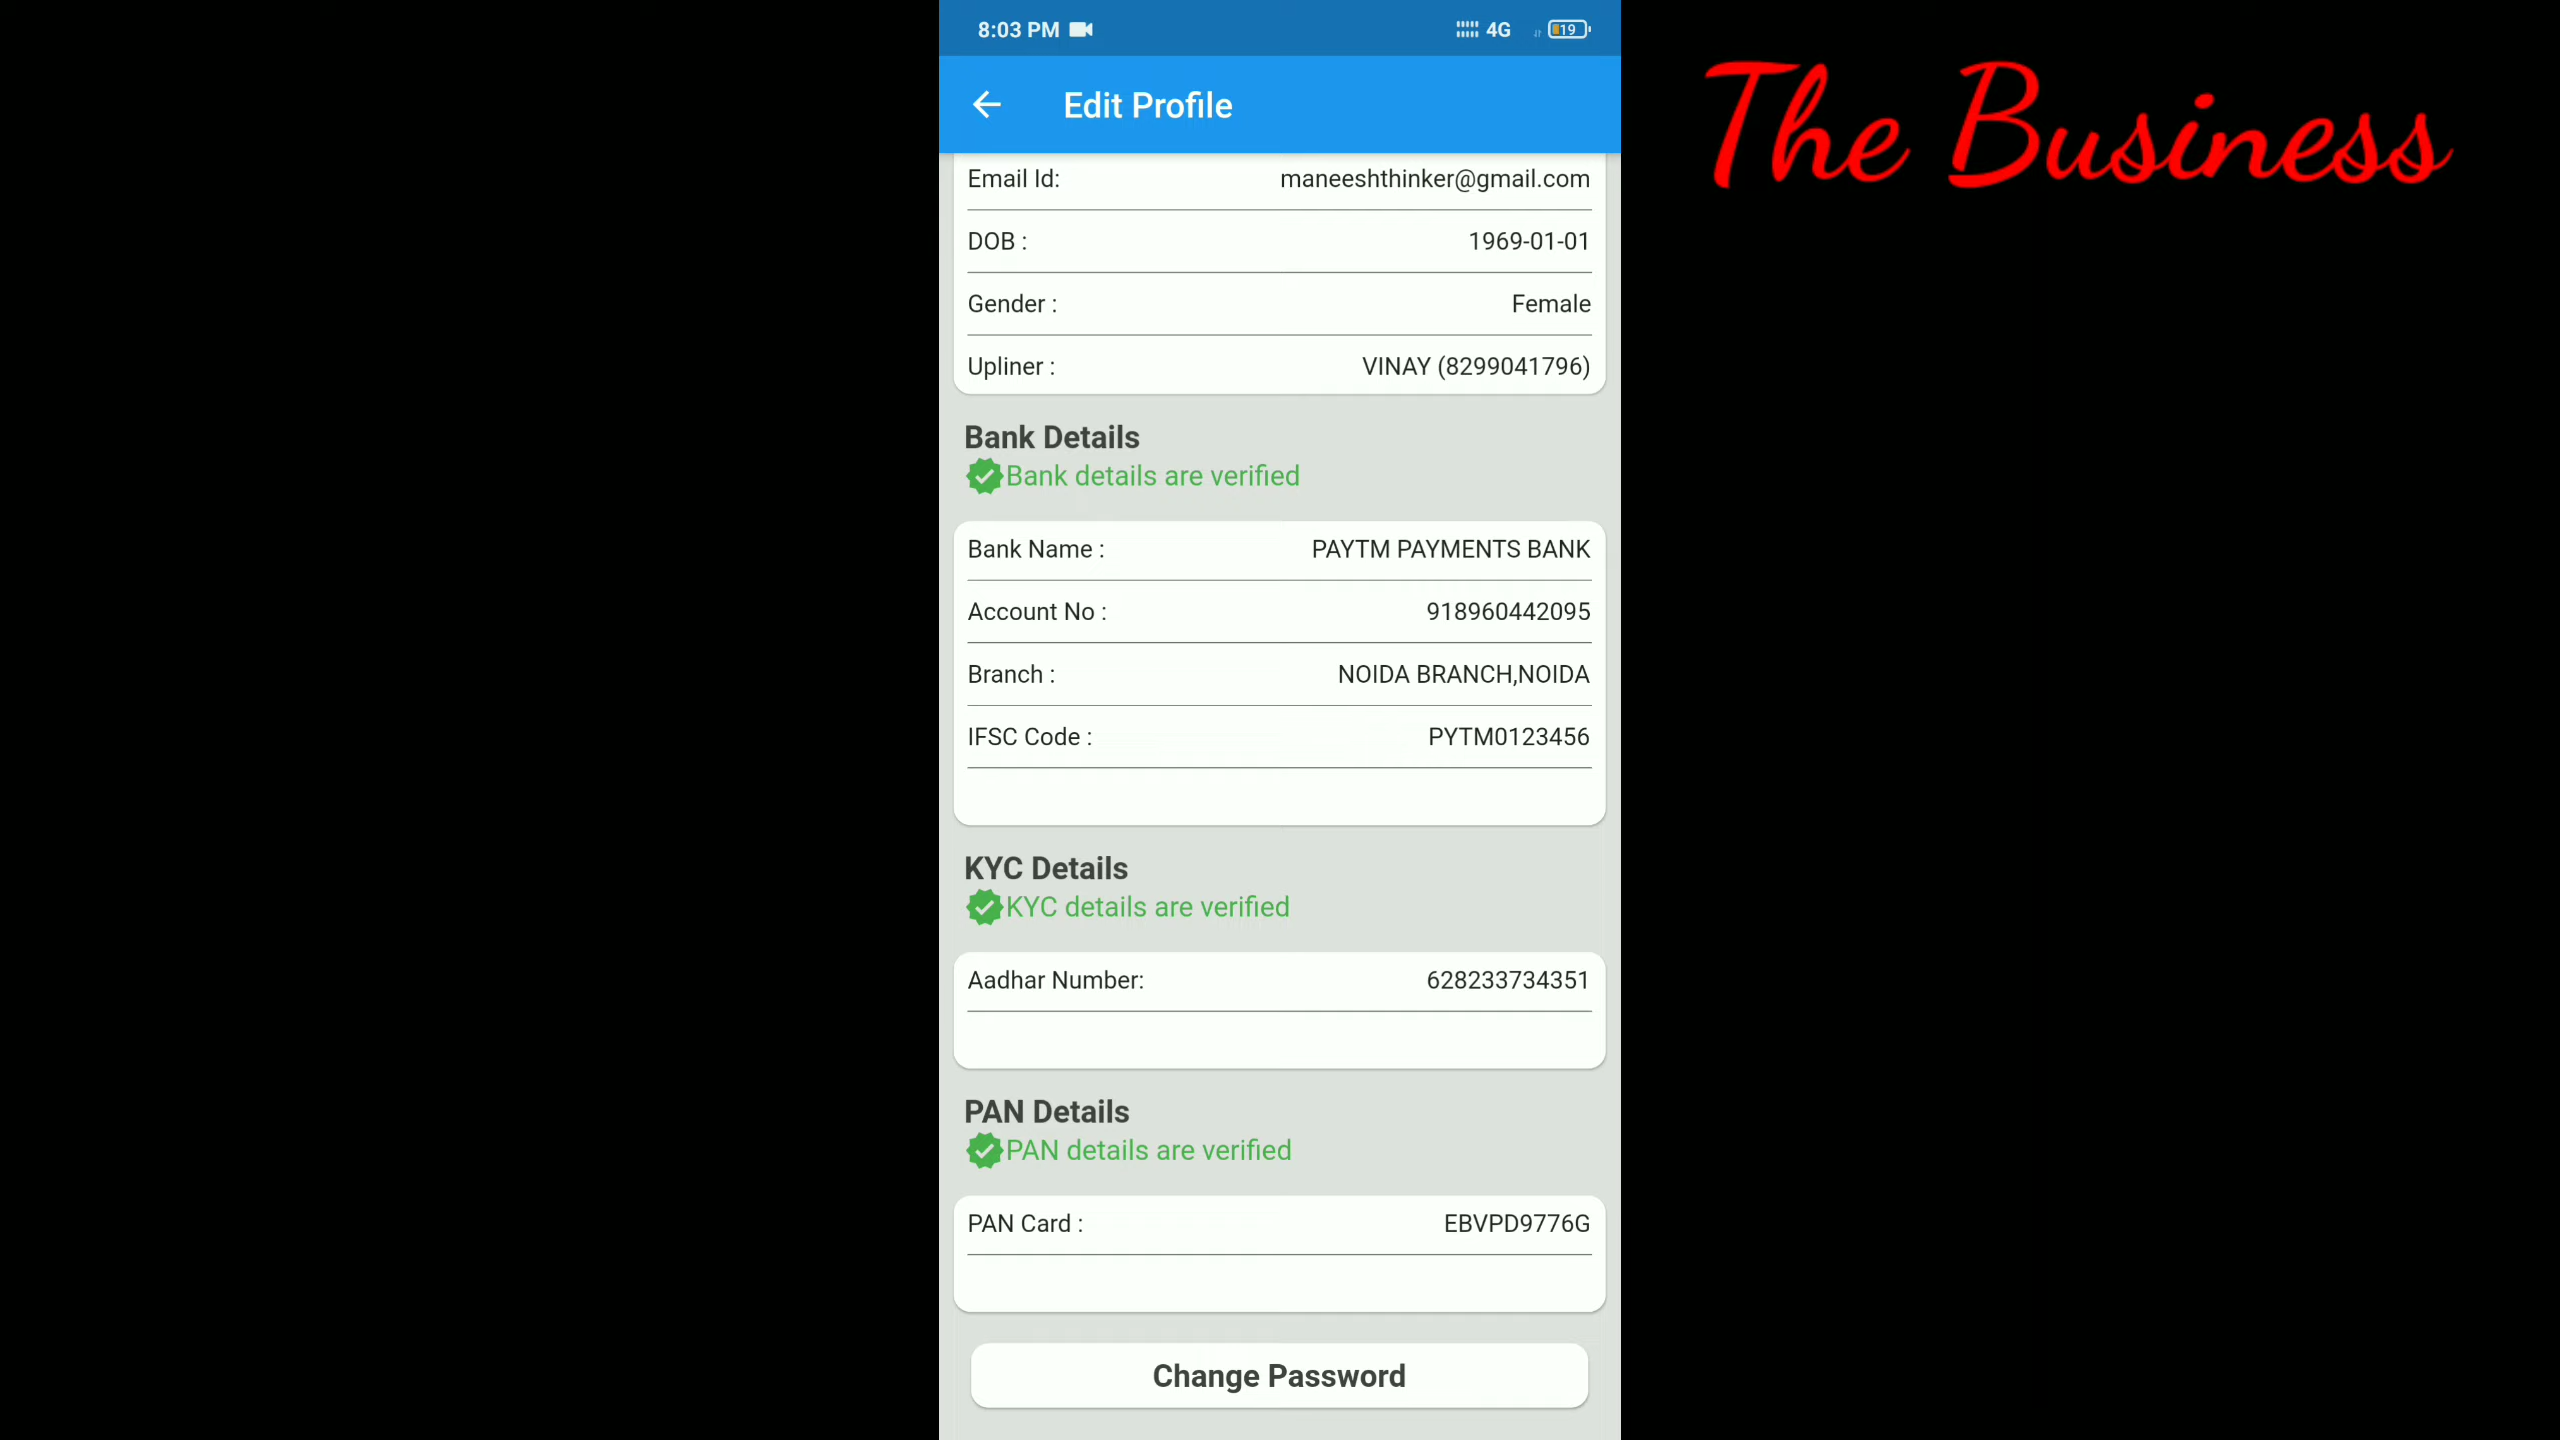 8:03 PM
4G
19
Edit Profile
The Business
Email Id: maneeshthinker@gmail.com
DOB : 1969-01-01
Gender : Female
Upliner : VINAY (8299041796)
Bank Details
Bank details are verified
Bank Name : PAYTM PAYMENTS BANK
Account No : 918960442095
Branch : NOIDA BRANCH,NOIDA
IFSC Code : PYTM0123456
KYC Details
KYC details are verified
Aadhar Number: 628233734351
PAN Details
PAN details are verified
PAN Card : EBVPD9776G
Change Password